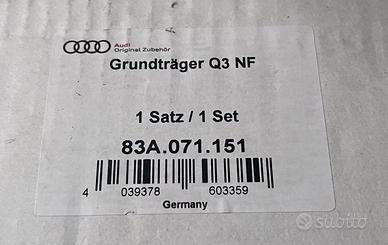 Audi
Original Zubehör
Grundträger Q3 NF
1 Satz / 1 Set
83A.071.151
4 039378 603359
Germany
subito